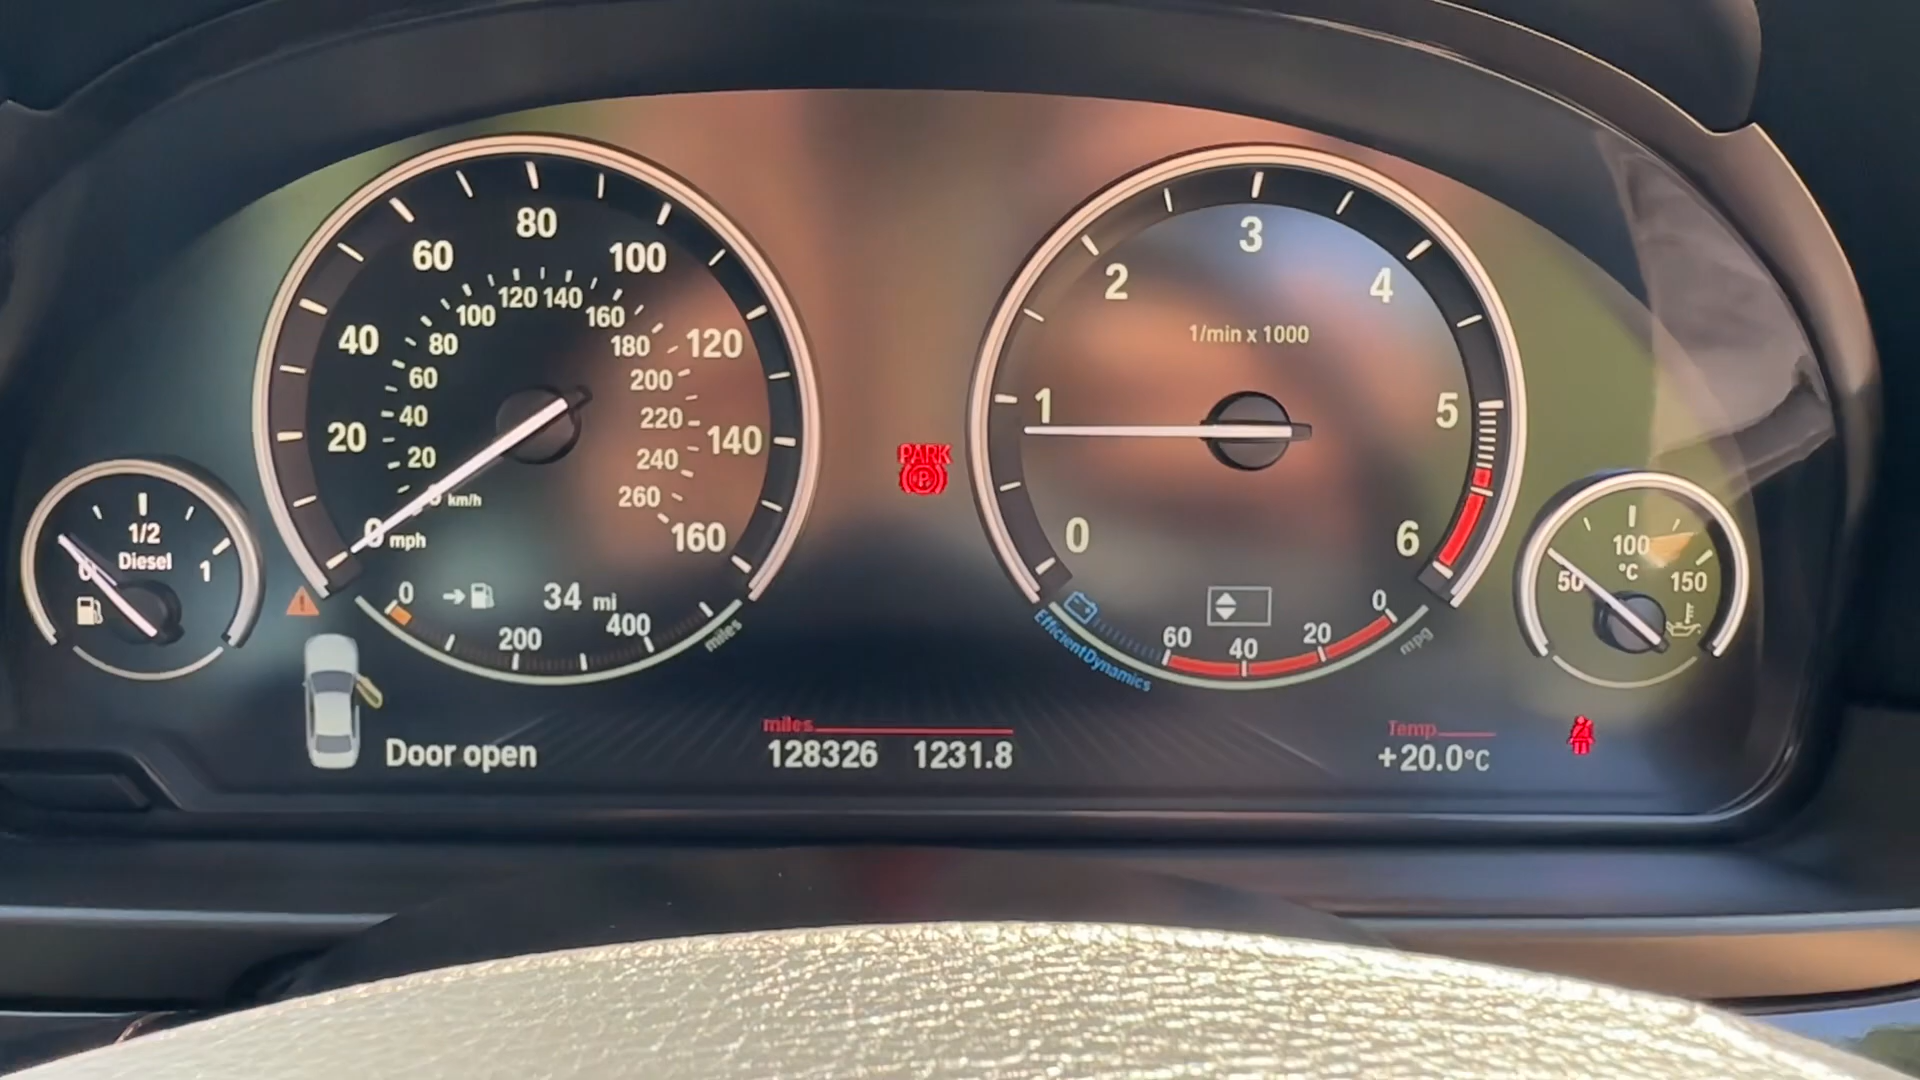 80
60
100
40
120
20
140
0
mph
160
120
140
100
160
80
180
60
200
40
220
20
240
km/h
260
1/2
Diesel
0
1
0
34 mi
200
400
miles
PARK
P
3
2
4
1/min x 1000
1
5
0
6
EfficientDynamics
60
40
20
0
mpg
100
°C
50
150
Door open
miles
128326 1231.8
Temp
+20.0°C